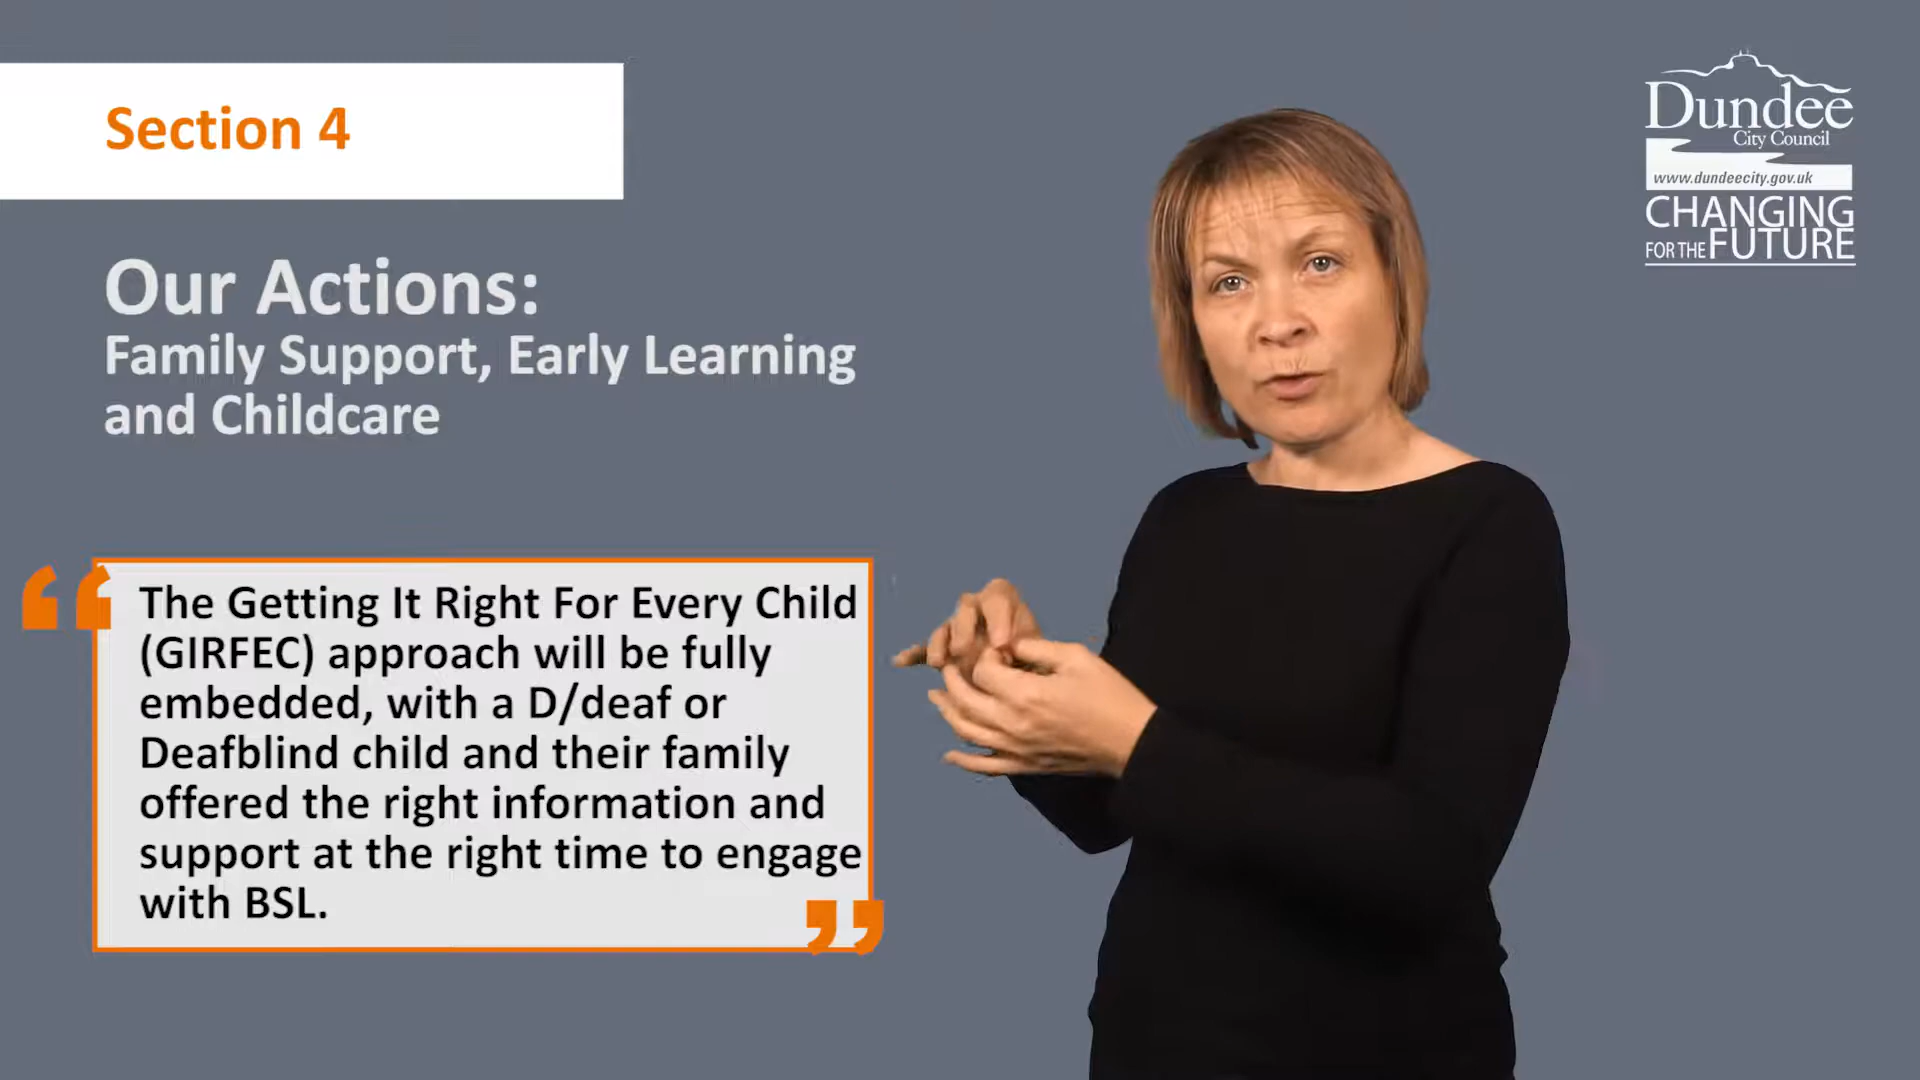 Section 4
Our Actions:
Family Support, Early Learning
and Childcare
“ The Getting It Right For Every Child
(GIRFEC) approach will be fully
embedded, with a D/deaf or
Deafblind child and their family
offered the right information and
support at the right time to engage
with BSL. ”
Dundee
City Council
www.dundeecity.gov.uk
CHANGING
FOR THE FUTURE